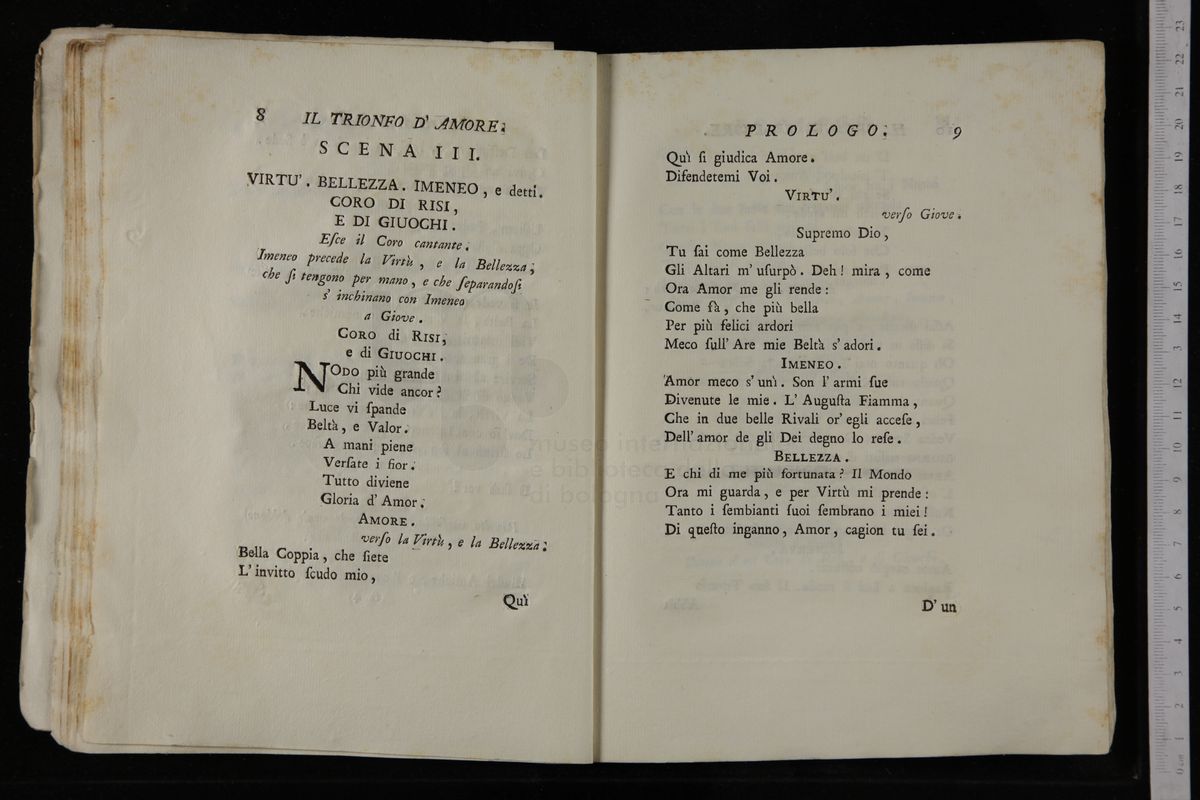 8 IL TRIONFO D' AMORE.
SCENA III.
VIRTU'. BELLEZZA. IMENEO, e detti.
CORO DI RISI,
E DI GIUOCHI.
Eſce il Coro cantante.
Imeneo precede la Virtù, e la Bellezza;
che ſi tengono per mano, e che ſeparandoſi
s' inchinano con Imeneo
a Giove.
CORO di RISI,
e di GIUOCHI.
NODO più grande
Chi vide ancor?
Luce vi ſpande
Beltà, e Valor.
A mani piene
Verſate i fior.
Tutto diviene
Gloria d' Amor.
AMORE.
verſo la Virtù, e la Bellezza.
Bella Coppia, che ſiete
L' invitto ſcudo mio,
Quì
PROLOGO. 9
Quì ſi giudica Amore.
Difendetemi Voi.
VIRTU'.
verſo Giove.
Supremo Dio,
Tu ſai come Bellezza
Gli Altari m' uſurpò. Deh! mira, come
Ora Amor me gli rende:
Come fà, che più bella
Per più felici ardori
Meco ſull' Are mie Beltà s' adori.
IMENEO.
Amor meco s' unì. Son l' armi ſue
Divenute le mie. L' Auguſta Fiamma,
Che in due belle Rivali or' egli acceſe,
Dell' amor de gli Dei degno lo reſe.
BELLEZZA.
E chi di me più fortunata? Il Mondo
Ora mi guarda, e per Virtù mi prende:
Tanto i ſembianti ſuoi ſembrano i miei!
Di queſto inganno, Amor, cagion tu ſei.
D' un
museo internazionale
e biblioteca
di bologna